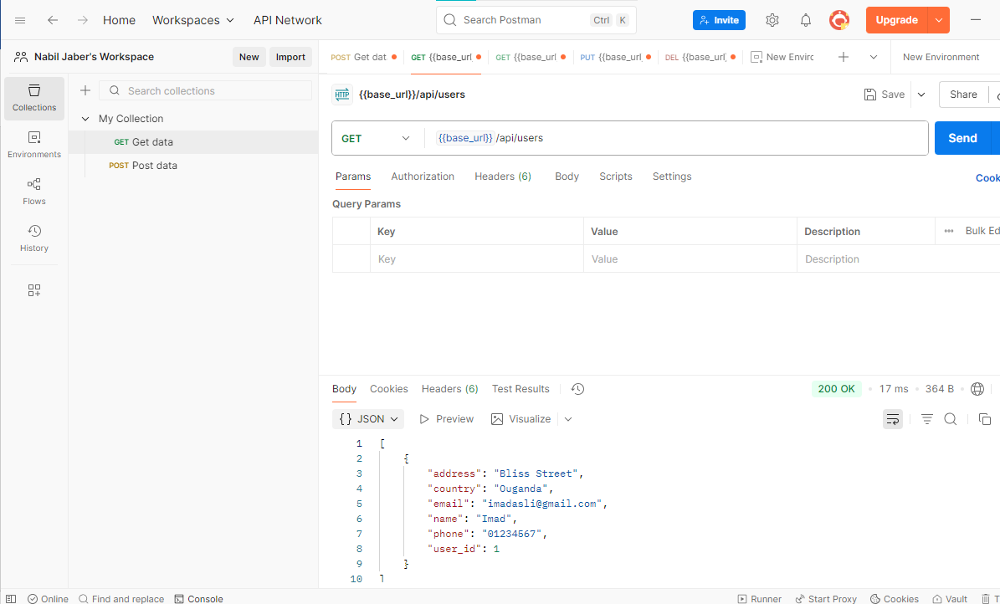 Home Workspaces API Network Search Postman Ctrl K Invite Upgrade
Nabil Jaber's Workspace New Import POST Get dat GET {{base_url GET {{base_url PUT {{base_url DEL {{base_url New Envirc New Environment
Collections Search collections HTTP {{base_url}}/api/users Save Share
My Collection
GET Get data GET {{base_url}} /api/users Send
Environments
POST Post data
Flows Params Authorization Headers (6) Body Scripts Settings Cook
Query Params
History Key Value Description Bulk Ed
Key Value Description
Body Cookies Headers (6) Test Results 200 OK 17 ms 364 B
{} JSON Preview Visualize
1 [
2 {
3 "address": "Bliss Street",
4 "country": "Ouganda",
5 "email": "imadasli@gmail.com",
6 "name": "Imad",
7 "phone": "01234567",
8 "user_id": 1
9 }
10 ]
Online Find and replace Console Runner Start Proxy Cookies Vault T